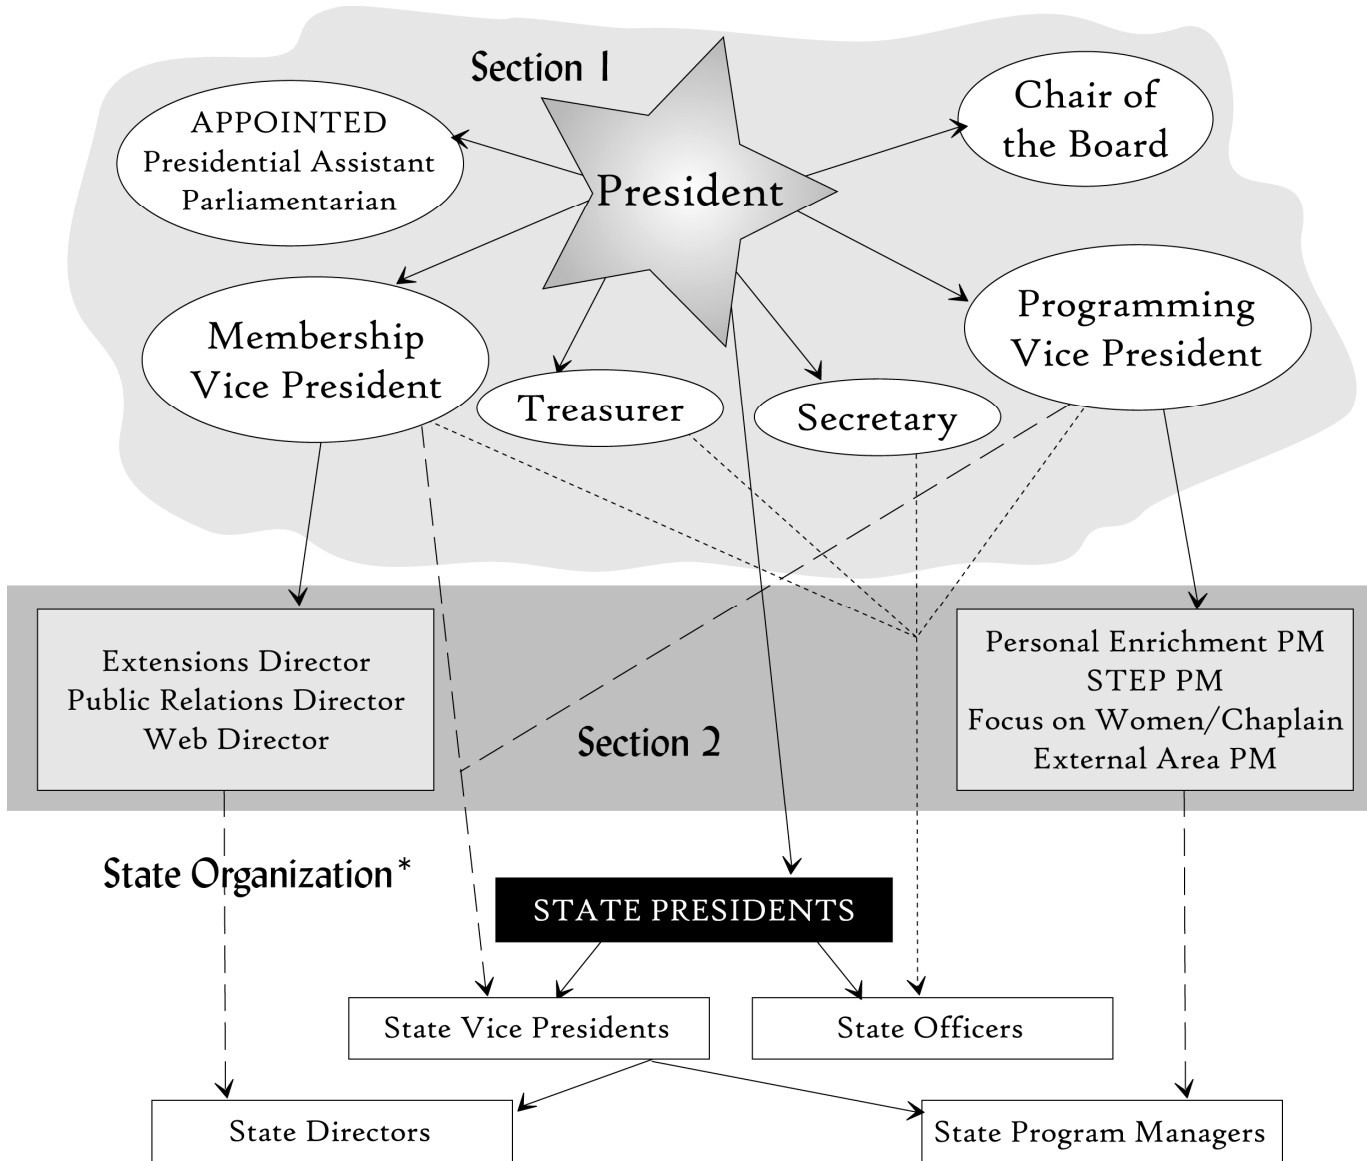 Section 1
Chair of
the Board
APPOINTED
Presidential Assistant
Parliamentarian
President
Programming
Vice President
Membership
Vice President
Treasurer
Secretary
Extensions Director
Public Relations Director
Web Director
Section 2
Personal Enrichment PM
STEP PM
Focus on Women/Chaplain
External Area PM
State Organization*
STATE PRESIDENTS
State Vice Presidents
State Officers
State Directors
State Program Managers